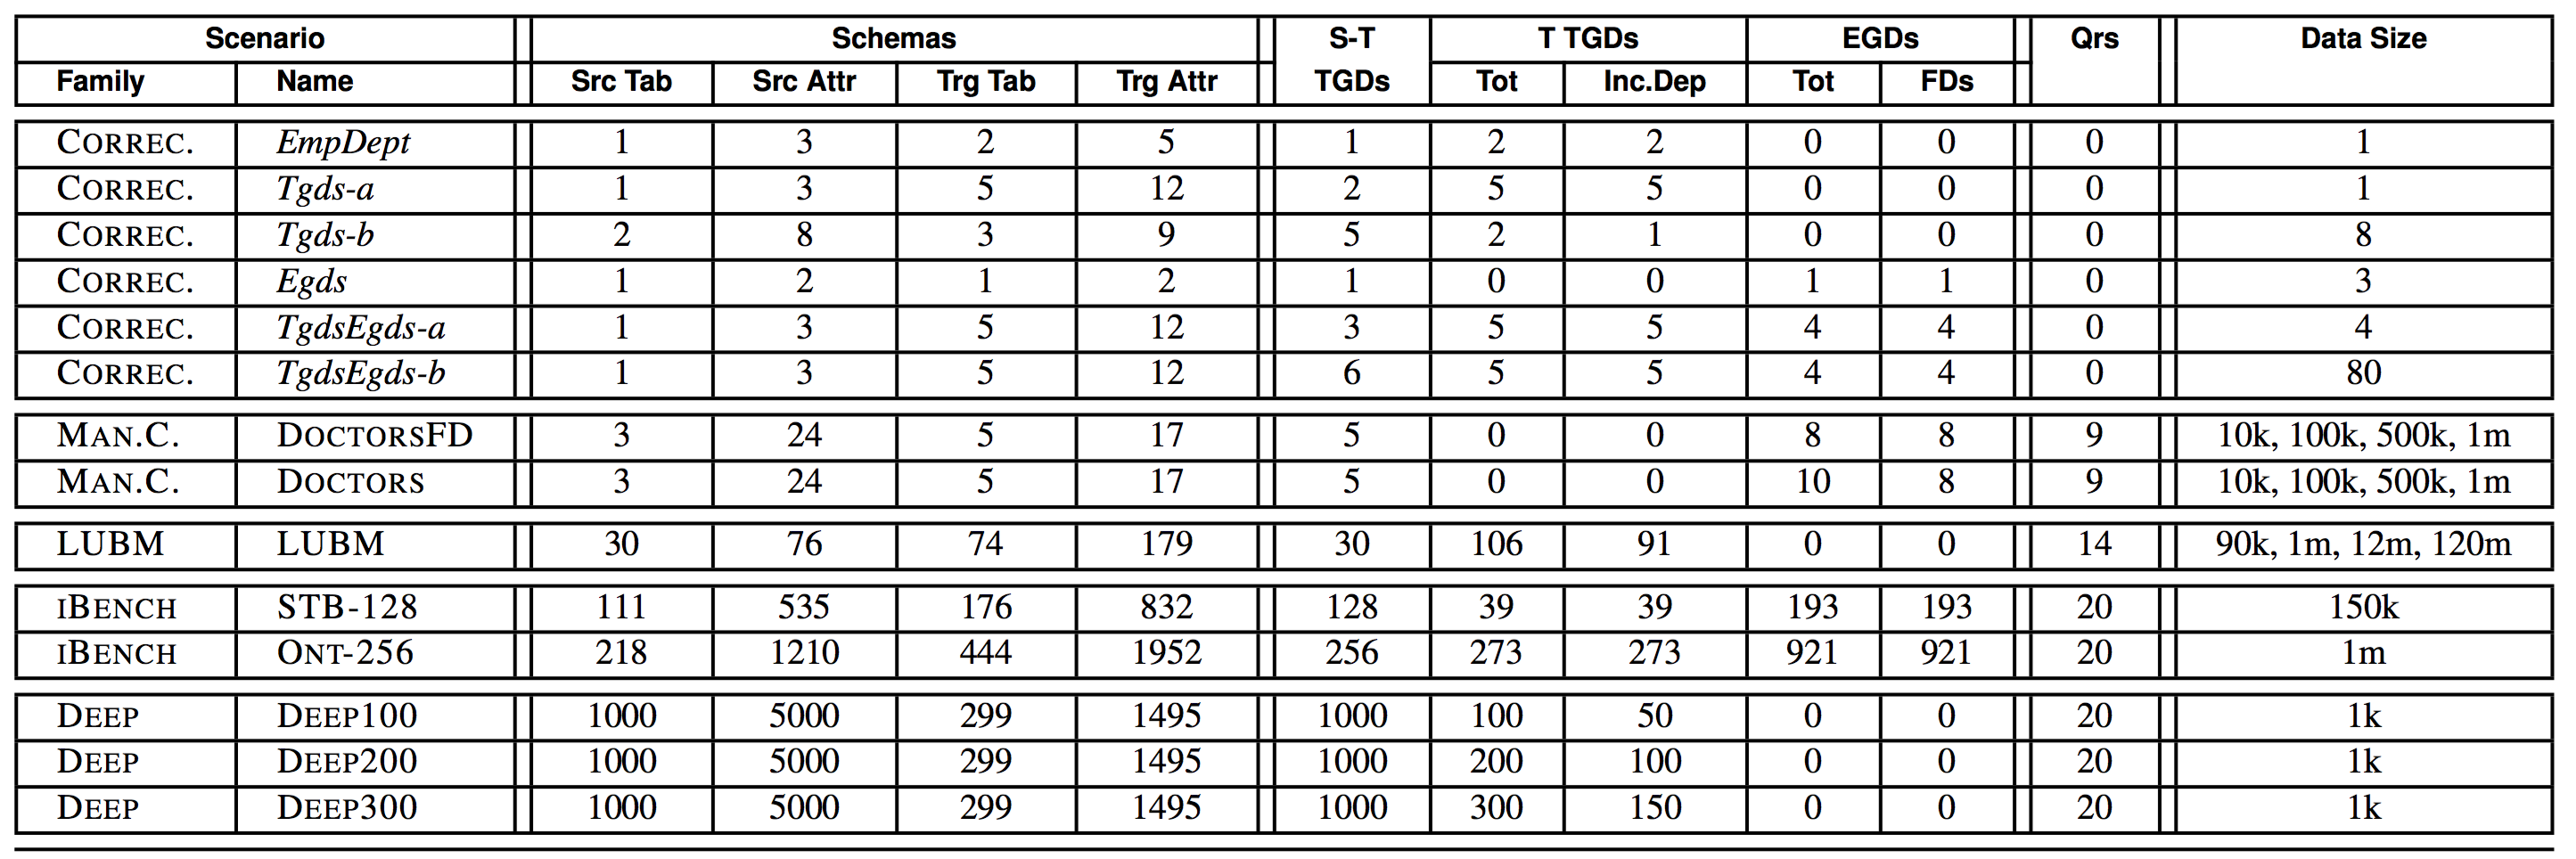 Scenario Schemas S-T T TGDs EGDs Qrs Data Size
Family Name Src Tab Src Attr Trg Tab Trg Attr TGDs Tot Inc.Dep Tot FDs
CORREC. EmpDept 1 3 2 5 1 2 2 0 0 0 1
CORREC. Tgds-a 1 3 5 12 2 5 5 0 0 0 1
CORREC. Tgds-b 2 8 3 9 5 2 1 0 0 0 8
CORREC. Egds 1 2 1 2 1 0 0 1 1 0 3
CORREC. TgdsEgds-a 1 3 5 12 3 5 5 4 4 0 4
CORREC. TgdsEgds-b 1 3 5 12 6 5 5 4 4 0 80
MAN.C. DOCTORSFD 3 24 5 17 5 0 0 8 8 9 10k, 100k, 500k, 1m
MAN.C. DOCTORS 3 24 5 17 5 0 0 10 8 9 10k, 100k, 500k, 1m
LUBM LUBM 30 76 74 179 30 106 91 0 0 14 90k, 1m, 12m, 120m
IBENCH STB-128 111 535 176 832 128 39 39 193 193 20 150k
IBENCH ONT-256 218 1210 444 1952 256 273 273 921 921 20 1m
DEEP DEEP100 1000 5000 299 1495 1000 100 50 0 0 20 1k
DEEP DEEP200 1000 5000 299 1495 1000 200 100 0 0 20 1k
DEEP DEEP300 1000 5000 299 1495 1000 300 150 0 0 20 1k